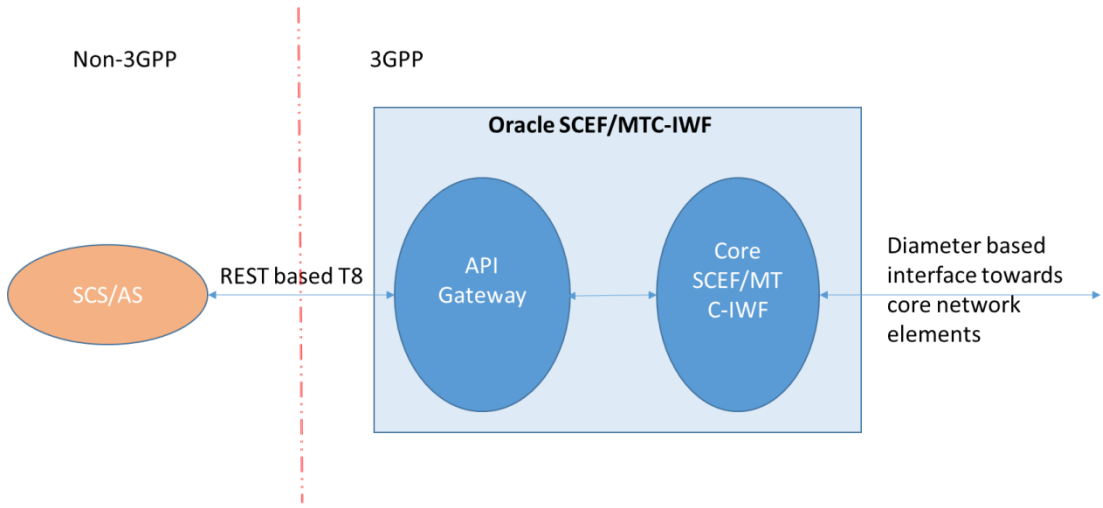 Non-3GPP
3GPP
Oracle SCEF/MTC-IWF
SCS/AS
REST based T8
API
Gateway
Core
SCEF/MT
C-IWF
Diameter based
interface towards
core network
elements